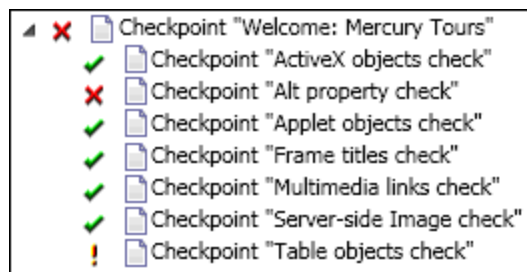 Checkpoint "Welcome: Mercury Tours"
Checkpoint "ActiveX objects check"
Checkpoint "Alt property check"
Checkpoint "Applet objects check"
Checkpoint "Frame titles check"
Checkpoint "Multimedia links check"
Checkpoint "Server-side Image check"
Checkpoint "Table objects check"